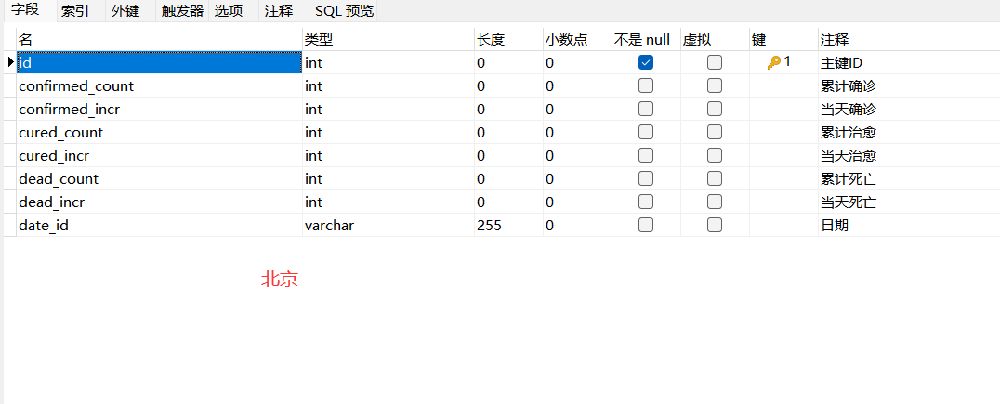 字段 索引 外键 触发器 选项 注释 SQL 预览
名 类型 长度 小数点 不是 null 虚拟 键 注释
id int 0 0 1 主键ID
confirmed_count int 0 0 累计确诊
confirmed_incr int 0 0 当天确诊
cured_count int 0 0 累计治愈
cured_incr int 0 0 当天治愈
dead_count int 0 0 累计死亡
dead_incr int 0 0 当天死亡
date_id varchar 255 0 日期
北京